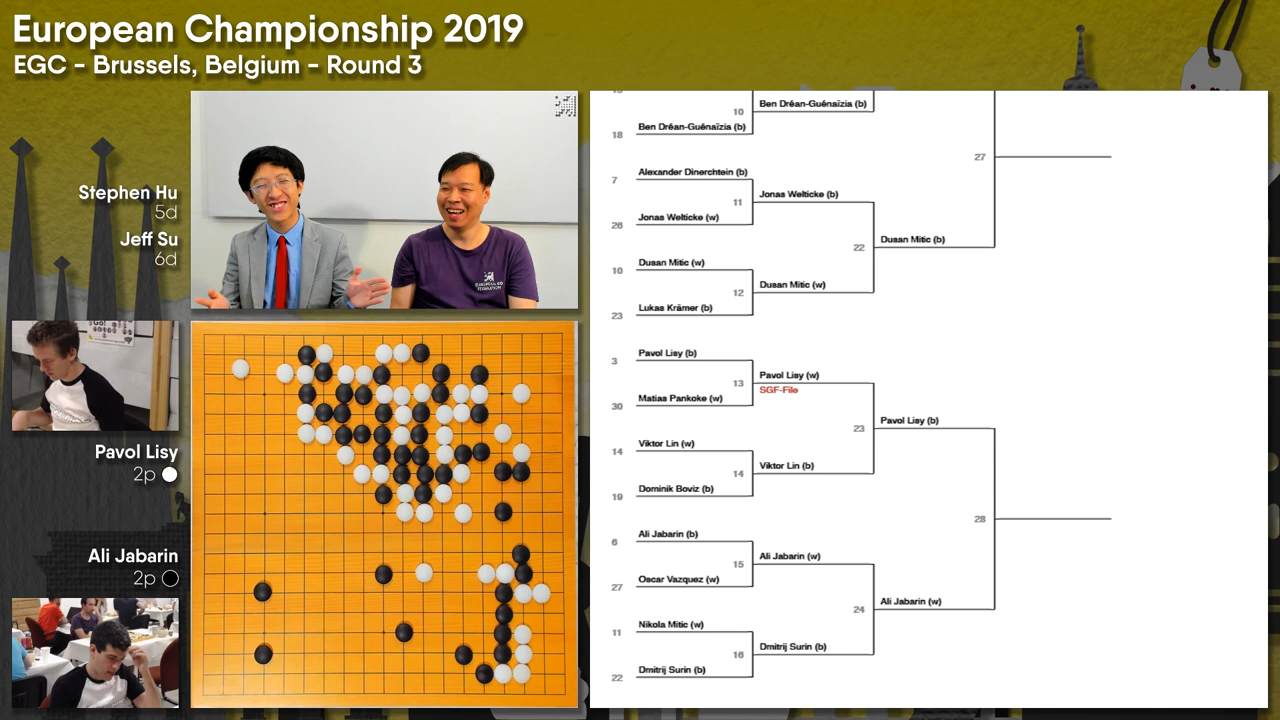 European Championship 2019
EGC - Brussels, Belgium - Round 3
Stephen Hu
5d
Jeff Su
6d
Pavol Lisy
2p
Ali Jabarin
2p
Go!
EUROPEAN GO
FEDERATION
10
Ben Dréan-Guénaïzia (b)
18
Ben Dréan-Guénaïzia (b)
27
7
Alexander Dinerchtein (b)
11
Jonas Welticke (b)
26
Jonas Welticke (w)
22
Dusan Mitic (b)
10
Dusan Mitic (w)
12
Dusan Mitic (w)
23
Lukas Krämer (b)
3
Pavol Lisy (b)
13
Pavol Lisy (w)
SGF-File
30
Matias Pankoke (w)
23
Pavol Lisy (b)
14
Viktor Lin (w)
14
Viktor Lin (b)
19
Dominik Boviz (b)
28
6
Ali Jabarin (b)
15
Ali Jabarin (w)
27
Oscar Vazquez (w)
24
Ali Jabarin (w)
11
Nikola Mitic (w)
16
Dmitrij Surin (b)
22
Dmitrij Surin (b)